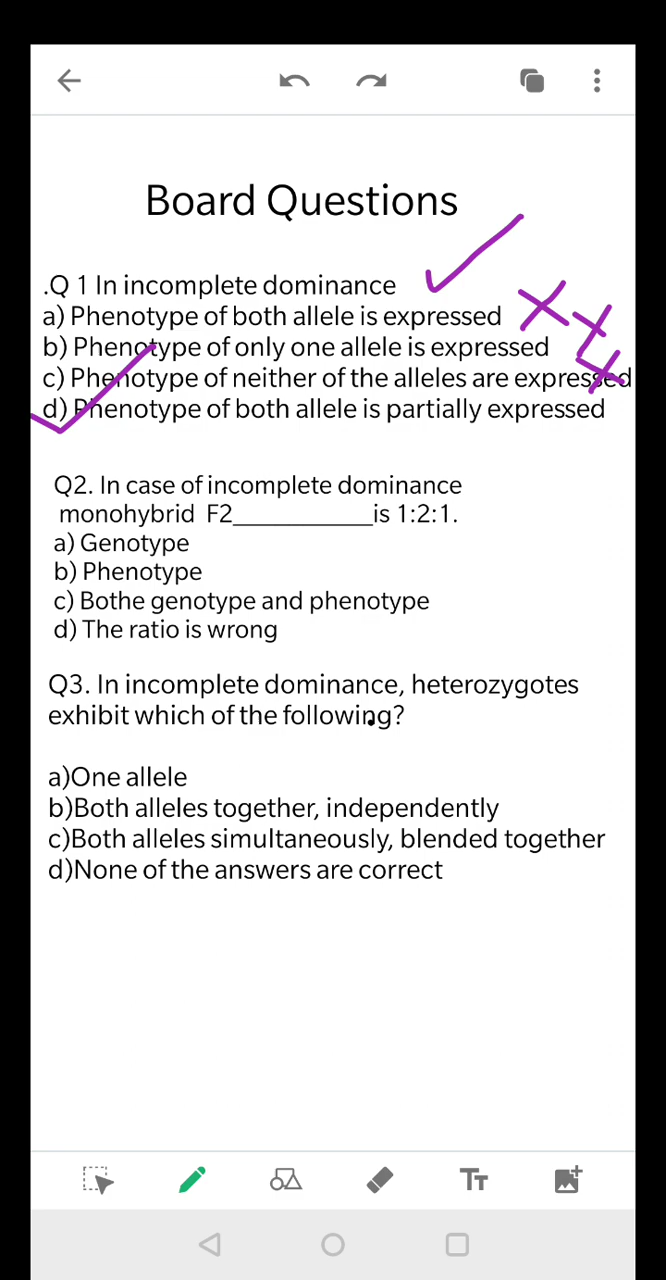 Board Questions
.Q 1 In incomplete dominance
a) Phenotype of both allele is expressed
b) Phenotype of only one allele is expressed
c) Phenotype of neither of the alleles are expressed
d) Phenotype of both allele is partially expressed
Q2. In case of incomplete dominance
monohybrid F2__________is 1:2:1.
a) Genotype
b) Phenotype
c) Bothe genotype and phenotype
d) The ratio is wrong
Q3. In incomplete dominance, heterozygotes
exhibit which of the following?
a)One allele
b)Both alleles together, independently
c)Both alleles simultaneously, blended together
d)None of the answers are correct
TT